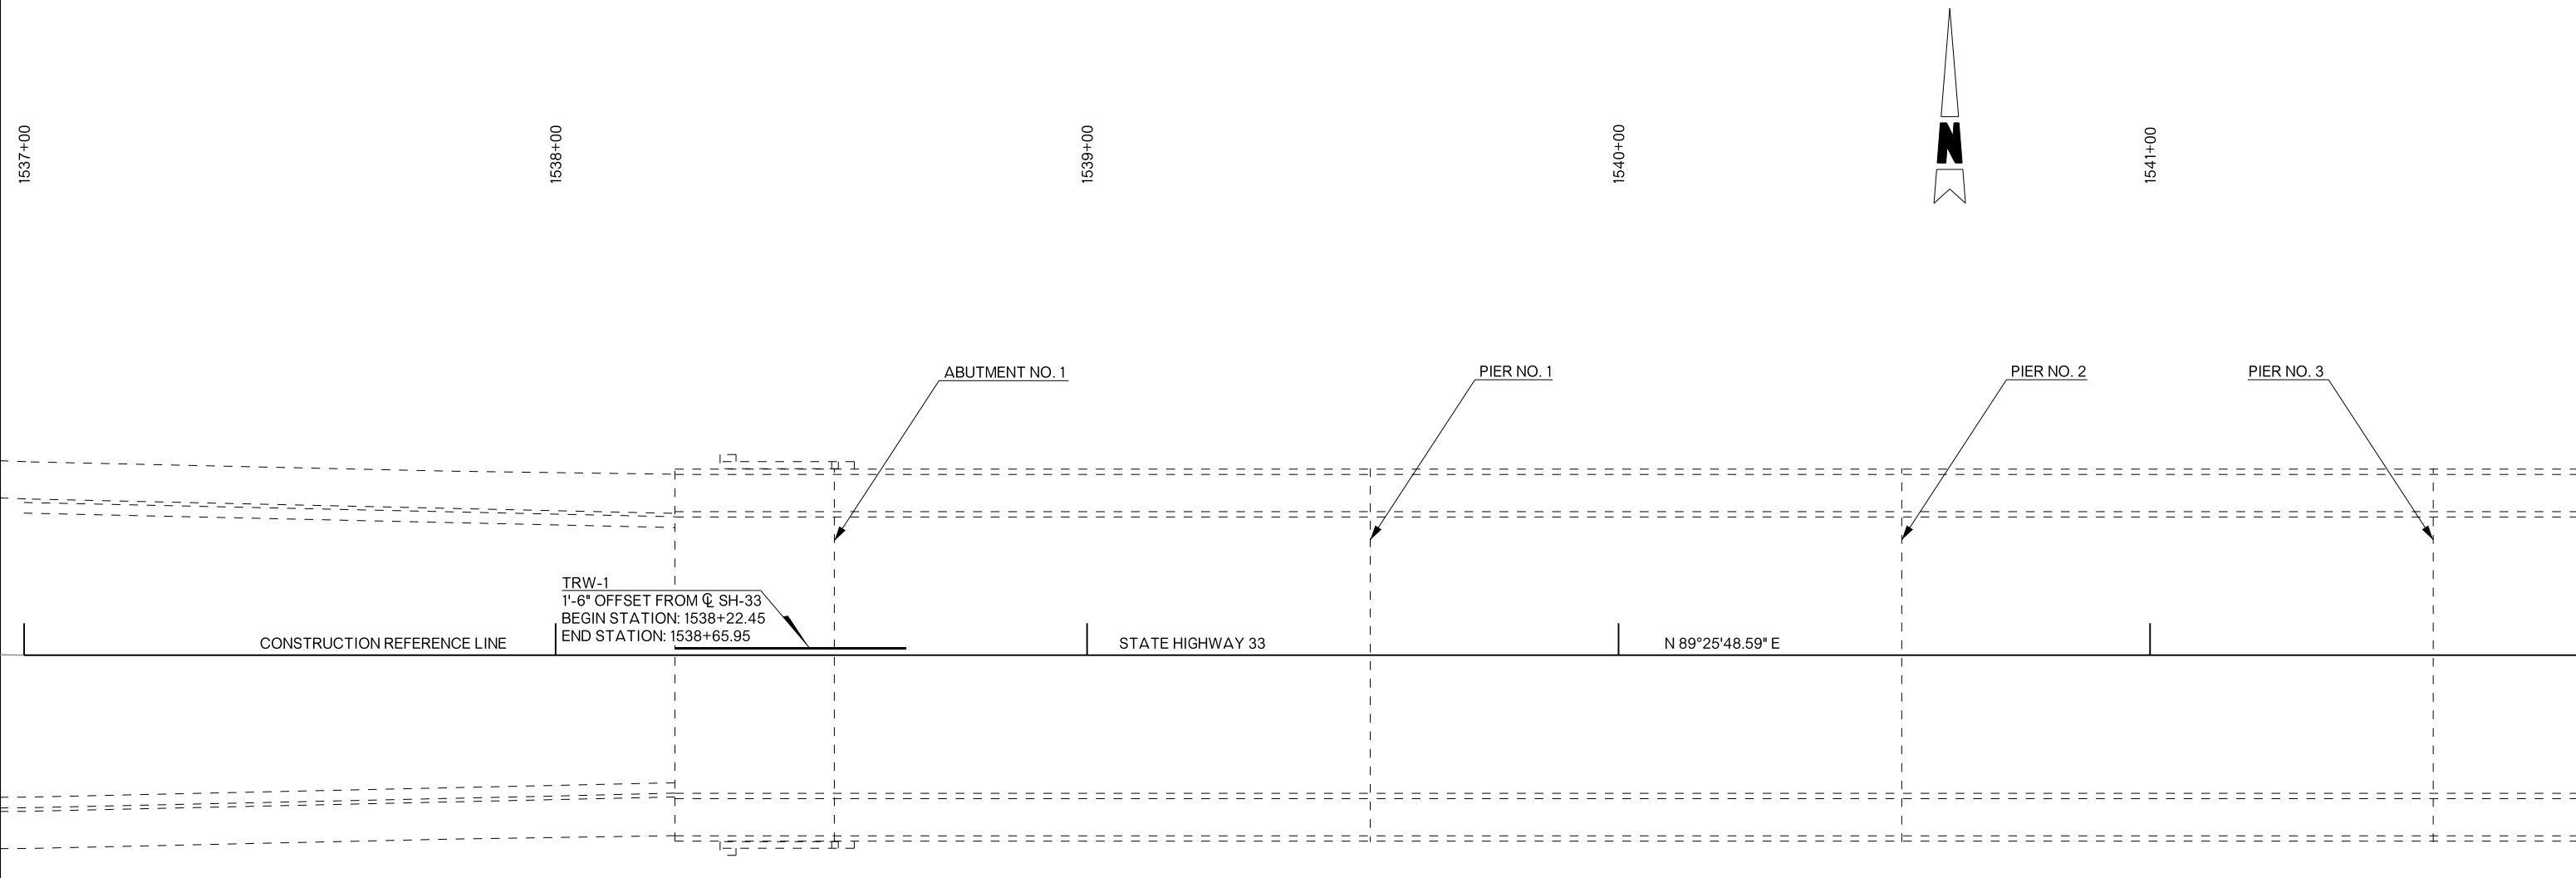 1537+00
1538+00
1539+00
1540+00
1541+00
N
ABUTMENT NO. 1
PIER NO. 1
PIER NO. 2
PIER NO. 3
TRW-1
1'-6" OFFSET FROM ℄ SH-33
BEGIN STATION: 1538+22.45
END STATION: 1538+65.95
CONSTRUCTION REFERENCE LINE
STATE HIGHWAY 33
N 89°25'48.59" E